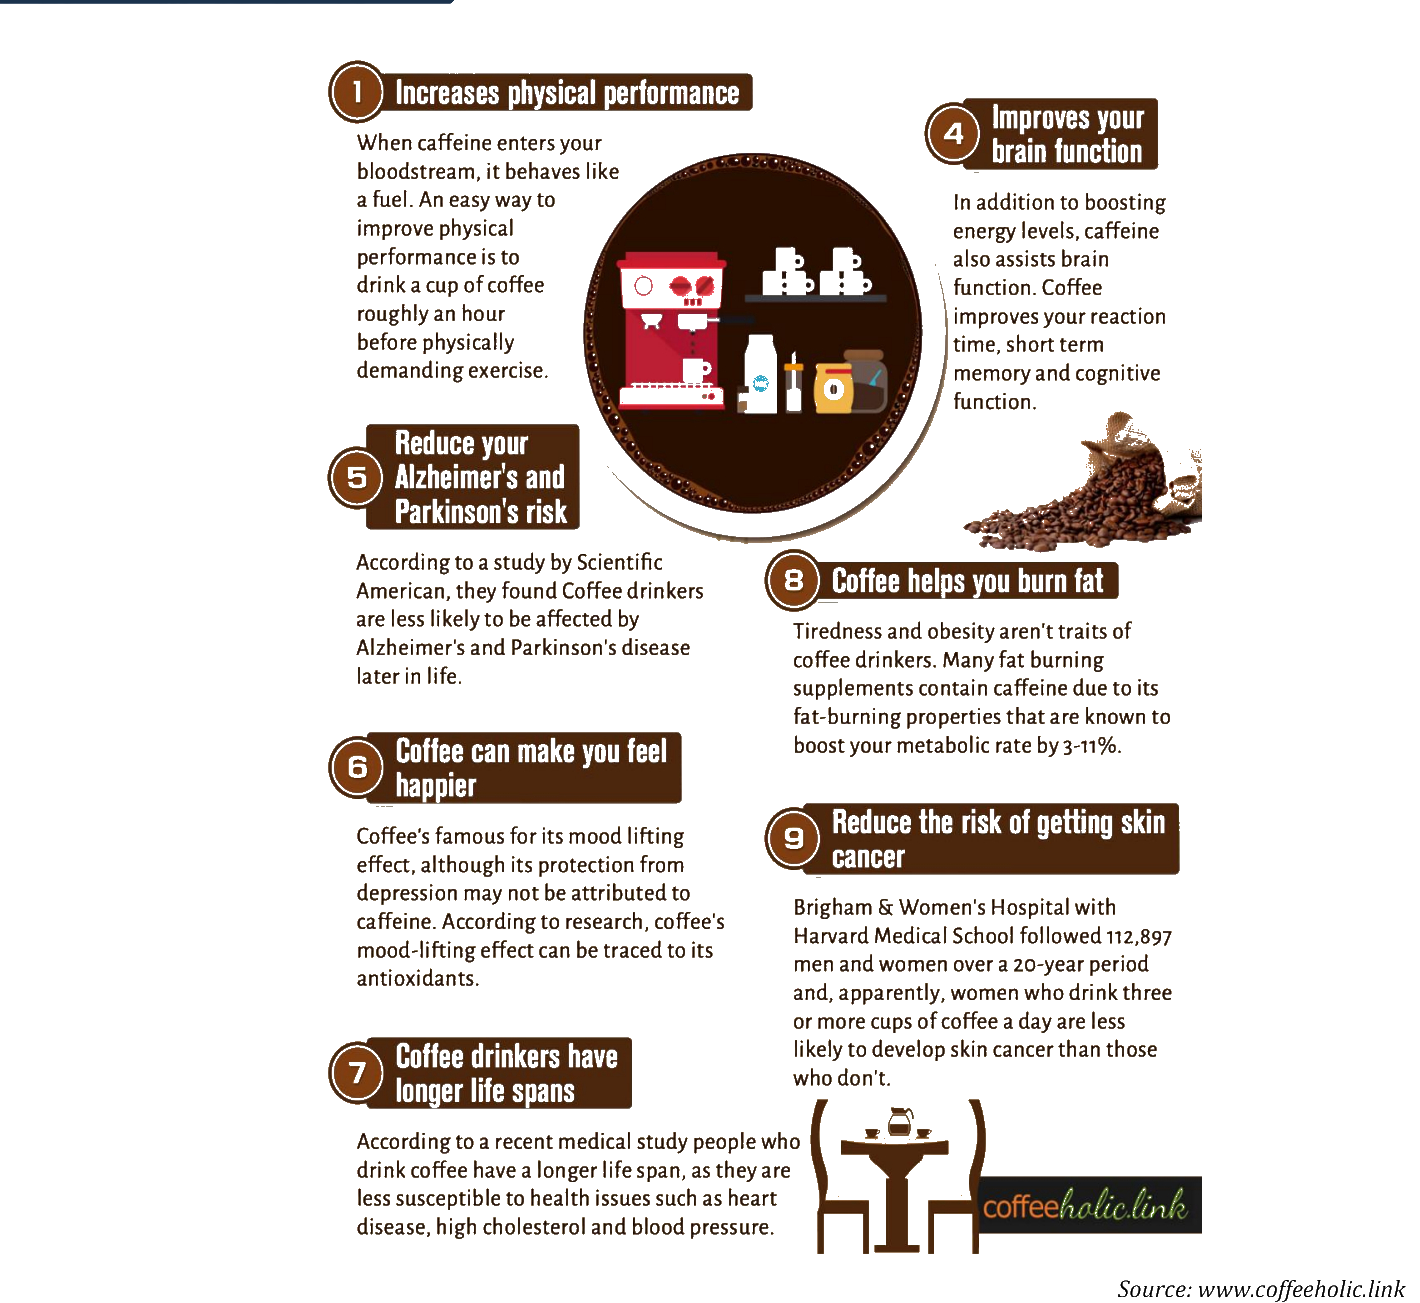 1
Increases physical performance
When caffeine enters your
bloodstream, it behaves like
a fuel. An easy way to
improve physical
performance is to
drink a cup of coffee
roughly an hour
before physically
demanding exercise.
4
Improves your
brain function
In addition to boosting
energy levels, caffeine
also assists brain
function. Coffee
improves your reaction
time, short term
memory and cognitive
function.
5
Reduce your
Alzheimer's and
Parkinson's risk
According to a study by Scientific
American, they found Coffee drinkers
are less likely to be affected by
Alzheimer's and Parkinson's disease
later in life.
6
Coffee can make you feel
happier
Coffee's famous for its mood lifting
effect, although its protection from
depression may not be attributed to
caffeine. According to research, coffee's
mood-lifting effect can be traced to its
antioxidants.
7
Coffee drinkers have
longer life spans
According to a recent medical study people who
drink coffee have a longer life span, as they are
less susceptible to health issues such as heart
disease, high cholesterol and blood pressure.
8
Coffee helps you burn fat
Tiredness and obesity aren't traits of
coffee drinkers. Many fat burning
supplements contain caffeine due to its
fat-burning properties that are known to
boost your metabolic rate by 3-11%.
9
Reduce the risk of getting skin
cancer
Brigham & Women's Hospital with
Harvard Medical School followed 112,897
men and women over a 20-year period
and, apparently, women who drink three
or more cups of coffee a day are less
likely to develop skin cancer than those
who don't.
coffeeholic.link
Source: www.coffeeholic.link